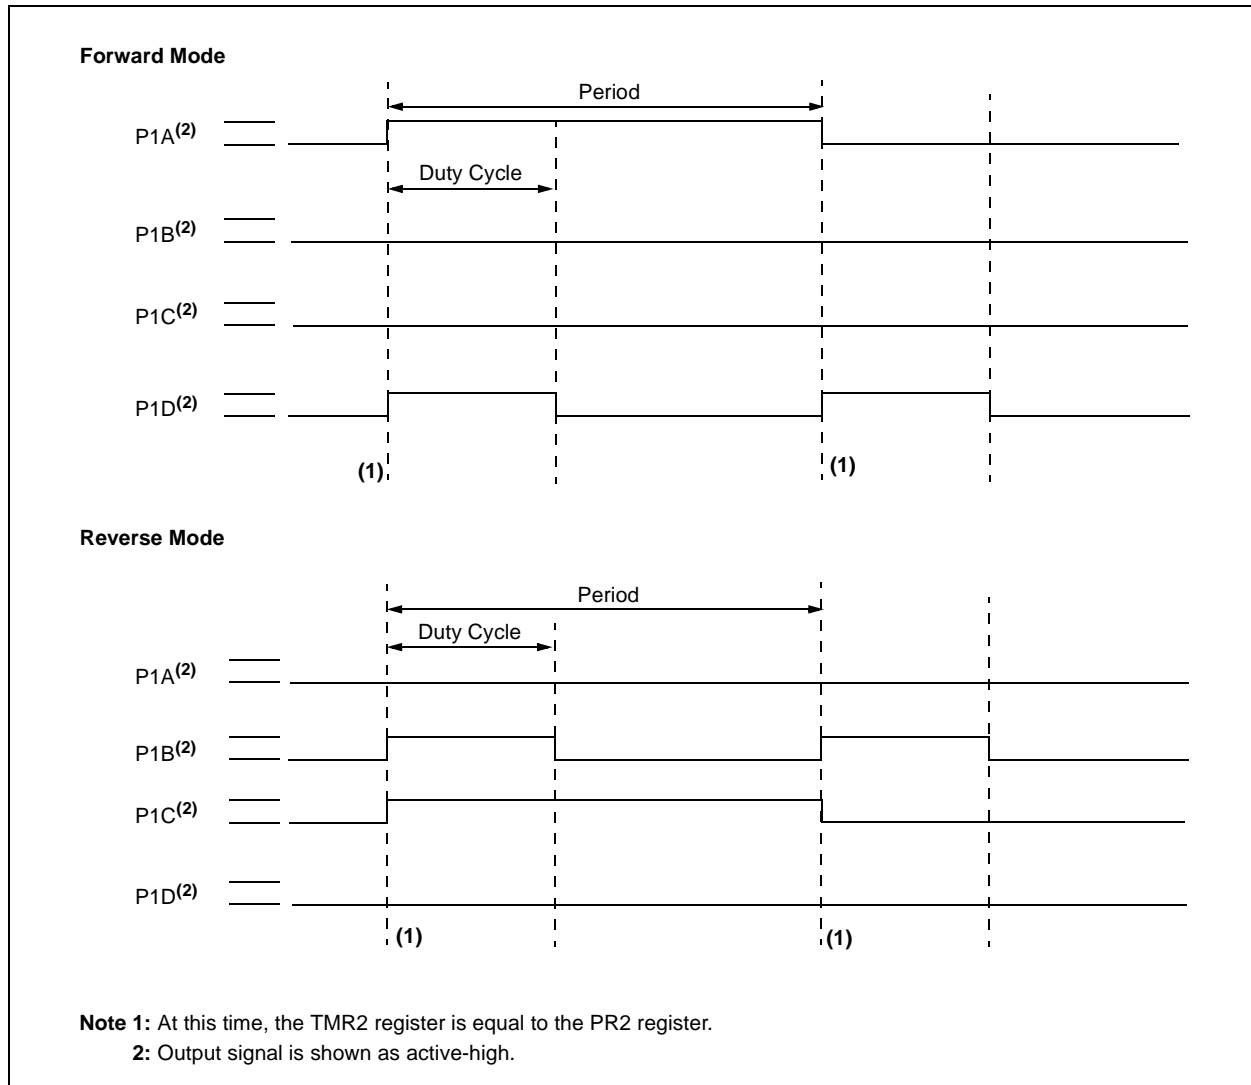 Forward Mode
Period
P1A(2)
Duty Cycle
P1B(2)
P1C(2)
P1D(2)
(1)
(1)
Reverse Mode
Period
Duty Cycle
P1A(2)
P1B(2)
P1C(2)
P1D(2)
(1)
(1)
Note 1: At this time, the TMR2 register is equal to the PR2 register.
2: Output signal is shown as active-high.